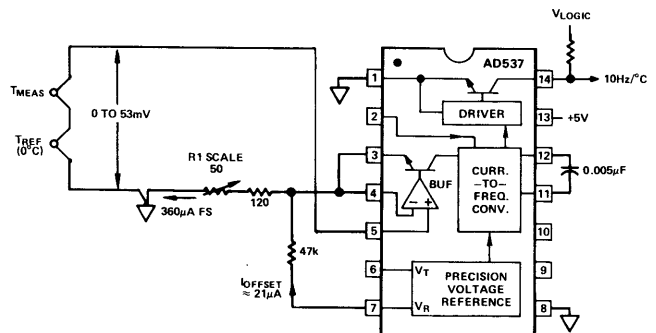 VLOGIC
AD537
TMEAS
0 TO 53mV
TREF
(0°C)
R1 SCALE
50
120
360μA FS
47k
IOFFSET
≈ 21μA
1
2
3
4
5
6
7
14
13
12
11
10
9
8
10Hz/°C
+5V
0.005μF
DRIVER
BUF
- +
CURR.
–TO–
FREQ.
CONV.
VT
VR
PRECISION
VOLTAGE
REFERENCE